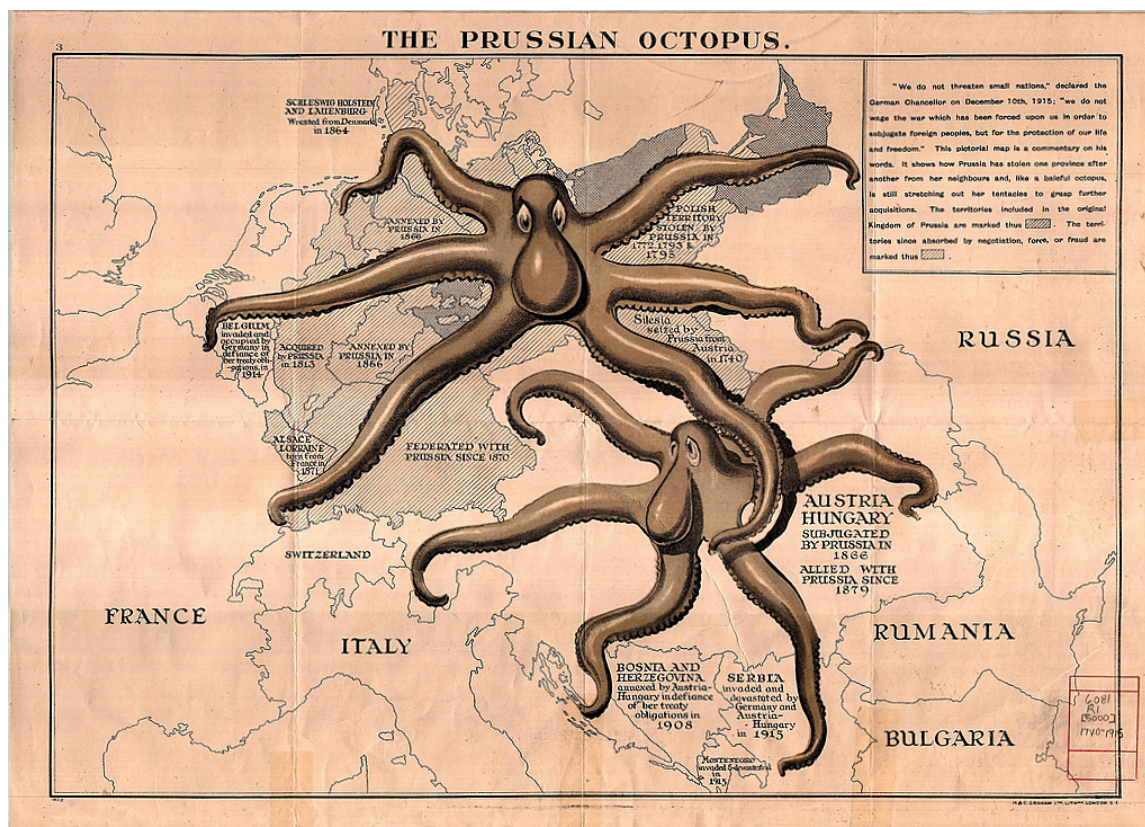 3
THE PRUSSIAN OCTOPUS.
"We do not threaten small nations," declared the
German Chancellor on December 10th, 1915; "we do not
wage the war which has been forced upon us in order to
subjugate foreign peoples, but for the protection of our life
and freedom." This pictorial map is a commentary on his
words. It shows how Prussia has stolen one province after
another from her neighbours and, like a baleful octopus,
is still stretching out her tentacles to grasp further
acquisitions. The territories included in the original
Kingdom of Prussia are marked thus . The terri-
tories since absorbed by negotiation, force, or fraud are
marked thus .
SCHLESWIG HOLSTEIN
AND LAUENBURG
Wrested from Denmark
in 1864
ANNEXED BY
PRUSSIA IN
1866
POLISH
TERRITORY
STOLEN BY
PRUSSIA IN
1772, 1793 &
1795
BELGIUM
invaded and
occupied by
Germany in
defiance of
her treaty obli-
-gations, in
1914
ACQUIRED
by PRUSSIA
in 1813
ANNEXED BY
PRUSSIA IN
1866
Silesia
seized by
Prussia from
Austria
in 1740
RUSSIA
ALSACE
LORRAINE
torn from
France in
1871
FEDERATED WITH
PRUSSIA SINCE 1870
AUSTRIA
HUNGARY
SUBJUGATED
BY PRUSSIA IN
1866
ALLIED WITH
PRUSSIA SINCE
1879
SWITZERLAND
FRANCE
ITALY
RUMANIA
BOSNIA AND
HERZEGOVINA
annexed by Austria-
Hungary in defiance
of her treaty
obligations in
1908
SERBIA
invaded and
devastated by
Germany and
Austria-
-Hungary
in 1915
MONTENEGRO
invaded & devastated
in 1915
BULGARIA
6081
[5000]
1740-1915
H & C. GRAHAM LTD, LITHRS LONDON S.E.